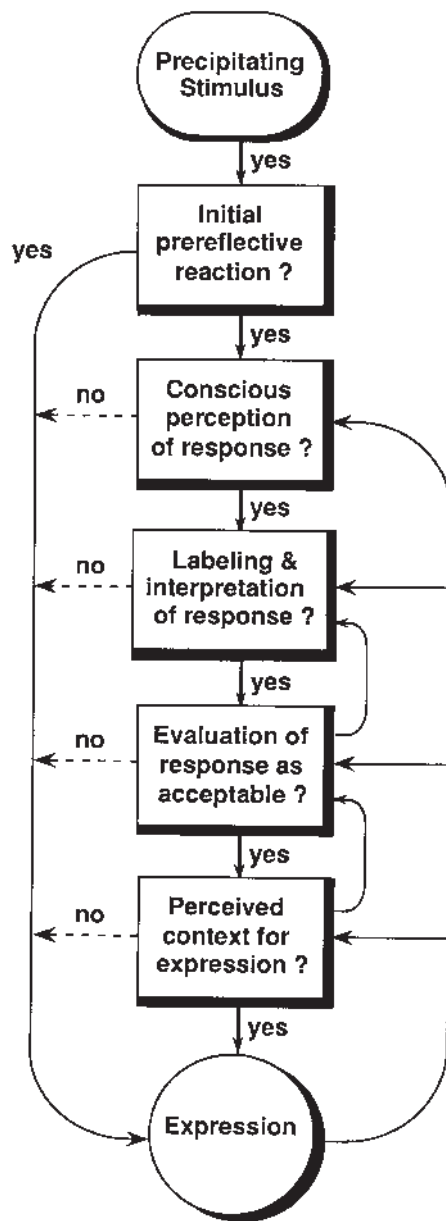 Precipitating
Stimulus
yes
Initial
prereflective
reaction ?
yes
yes
Conscious
perception
of response ?
no
yes
Labeling &
interpretation
of response ?
no
yes
Evaluation of
response as
acceptable ?
no
yes
Perceived
context for
expression ?
no
yes
Expression